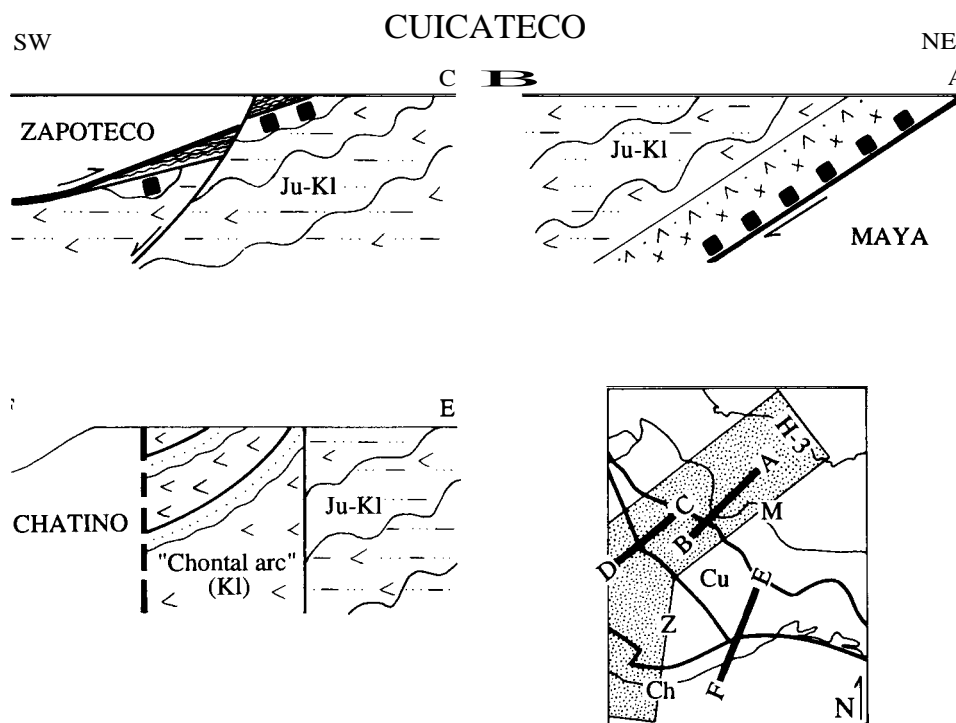 CUICATECO
SW
NE
C B
ZAPOTECO
Ju-Kl
Ju-Kl
MAYA
E
CHATINO
Ju-Kl
"Chontal arc"
(Kl)
H-3
A
C
M
B
D
Cu
E
Z
F
Ch
N